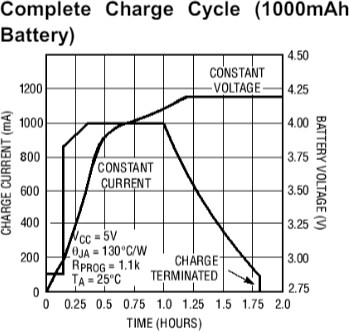 Complete Charge Cycle (1000mAh
Battery)
4.50
CONSTANT
VOLTAGE
1200
4.25
1000
4.00
800
3.75
CONSTANT
CURRENT
600
3.50
400
3.25
VCC = 5V
θJA = 130°C/W
RPROG = 1.1k
TA = 25°C
CHARGE
TERMINATED
200
3.00
0
2.75
0 0.25 0.5 0.75 1.0 1.25 1.5 1.75 2.0
TIME (HOURS)
CHARGE CURRENT (mA)
BATTERY VOLTAGE (V)